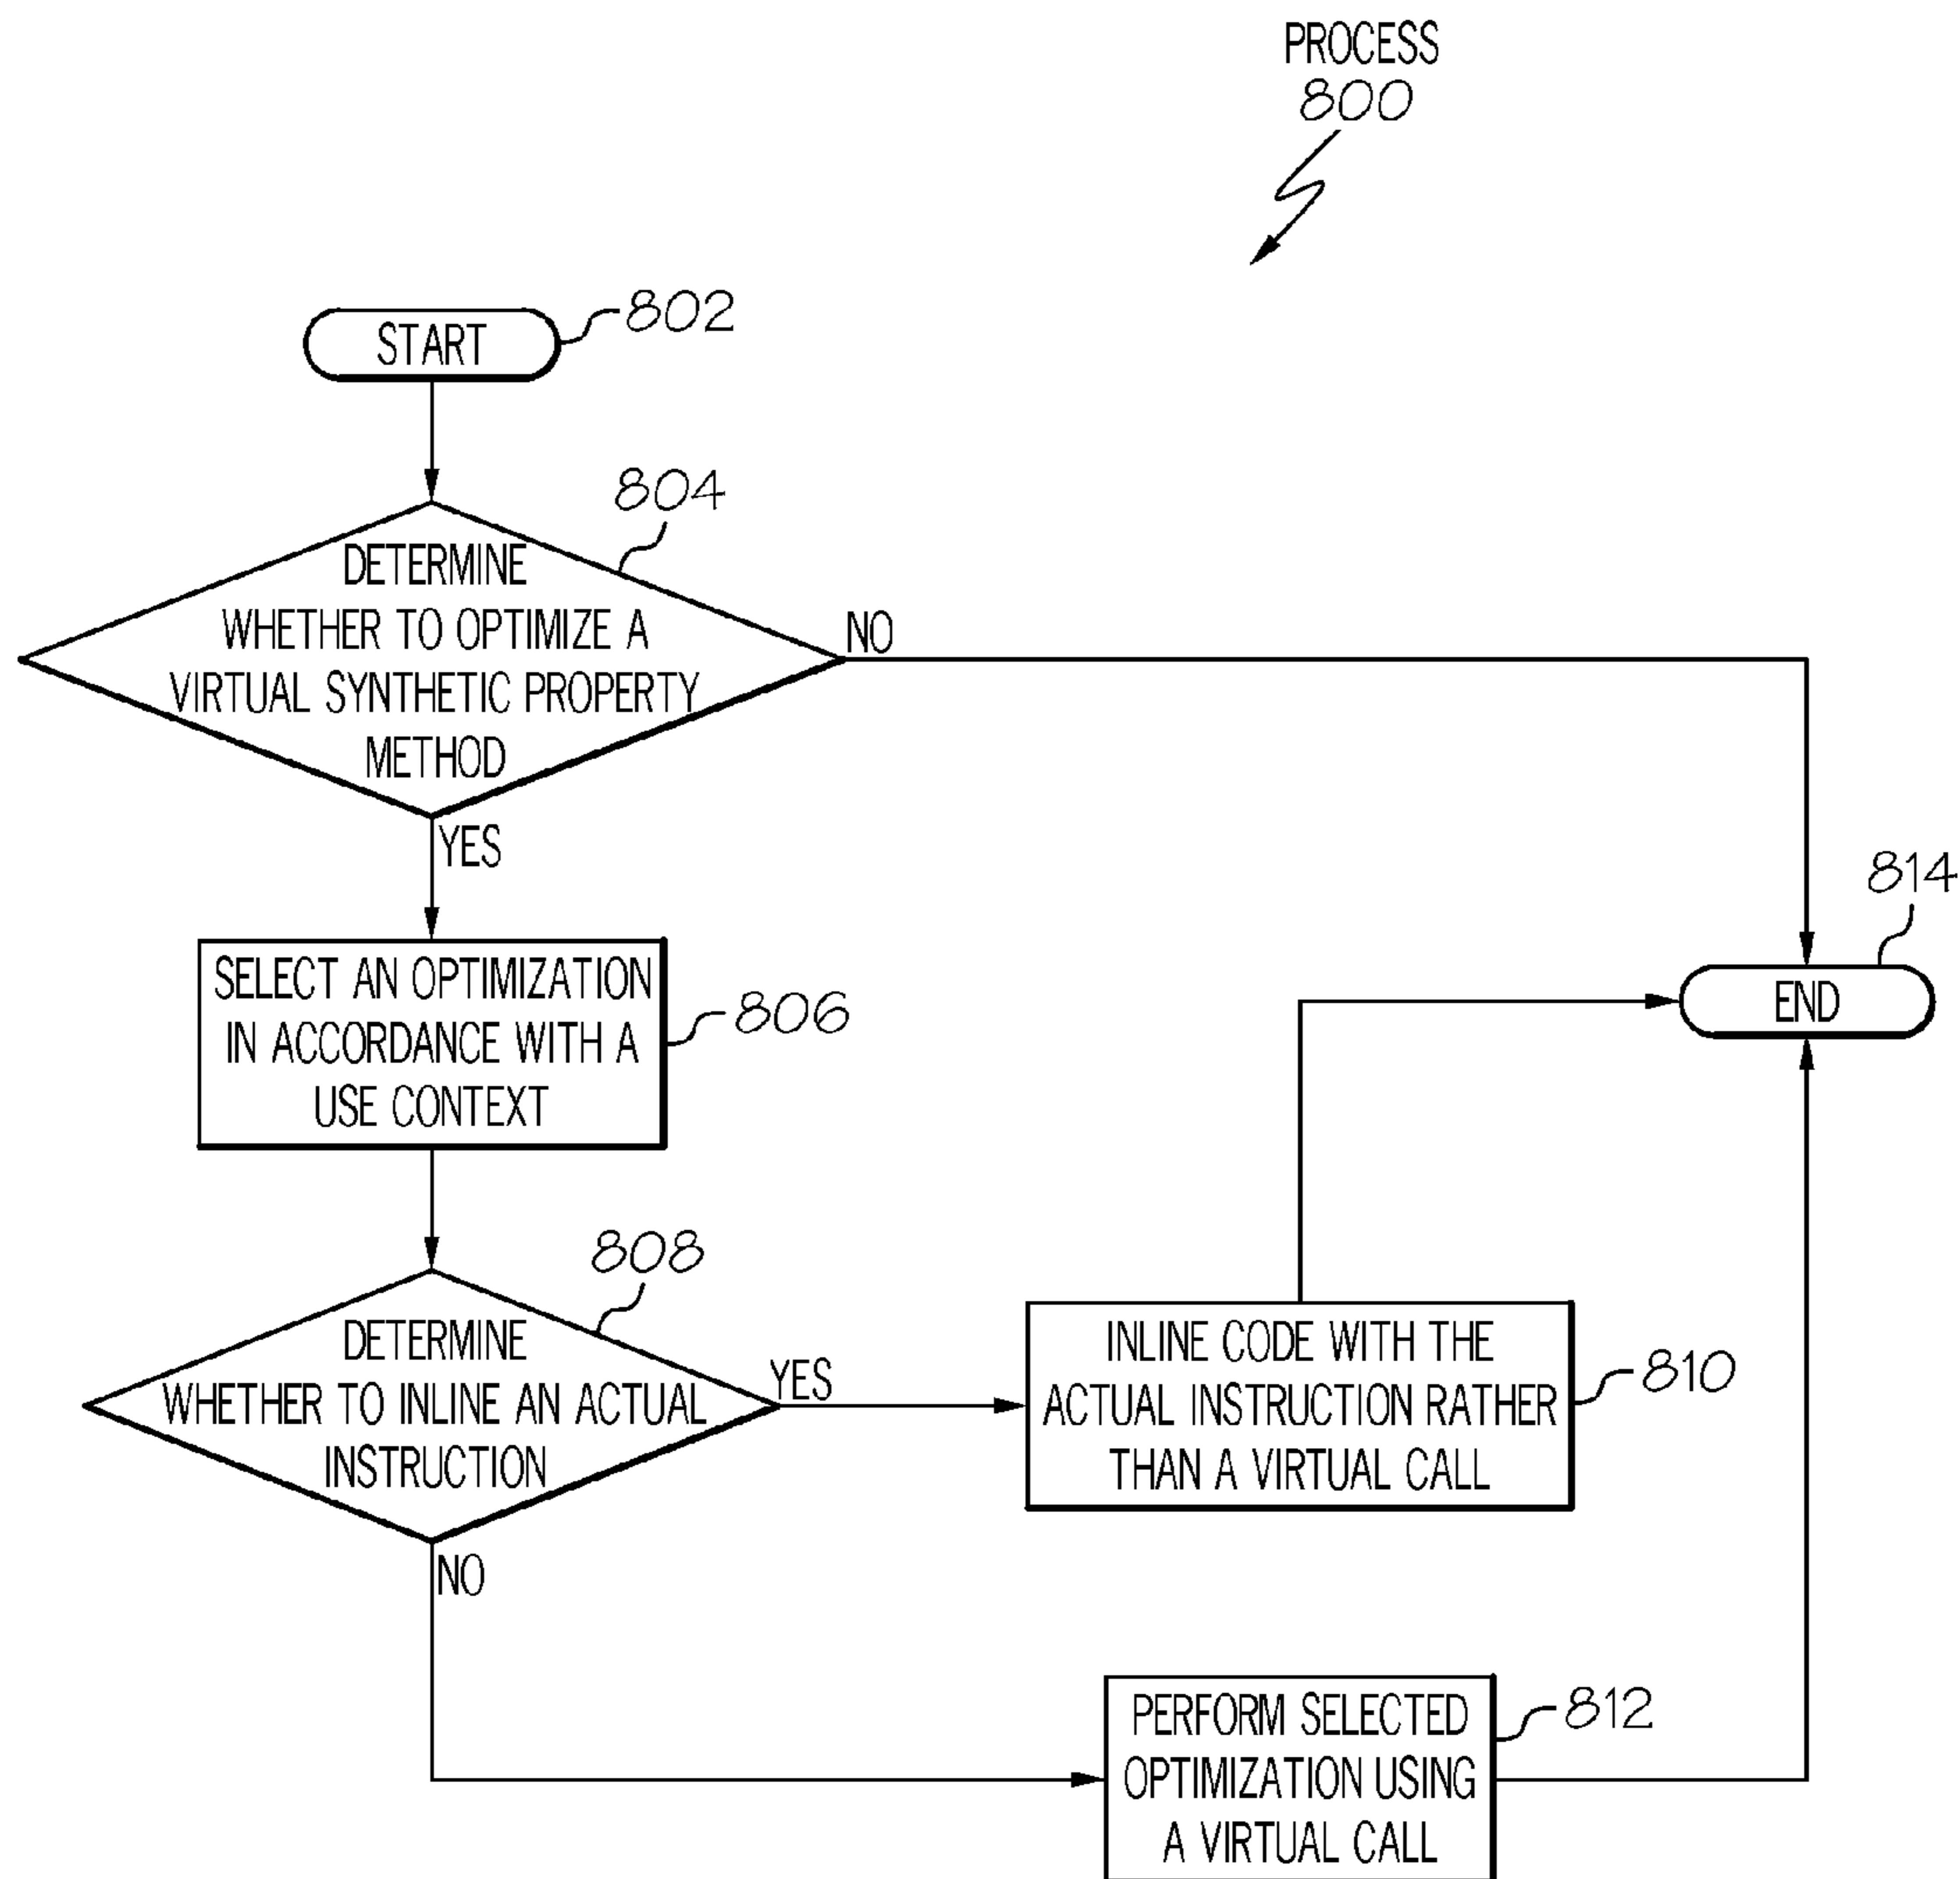 PROCESS
800
START
802
804
DETERMINE
WHETHER TO OPTIMIZE A
VIRTUAL SYNTHETIC PROPERTY
METHOD
NO
YES
814
END
SELECT AN OPTIMIZATION
IN ACCORDANCE WITH A
USE CONTEXT
806
808
DETERMINE
WHETHER TO INLINE AN ACTUAL
INSTRUCTION
YES
NO
INLINE CODE WITH THE
ACTUAL INSTRUCTION RATHER
THAN A VIRTUAL CALL
810
PERFORM SELECTED
OPTIMIZATION USING
A VIRTUAL CALL
812